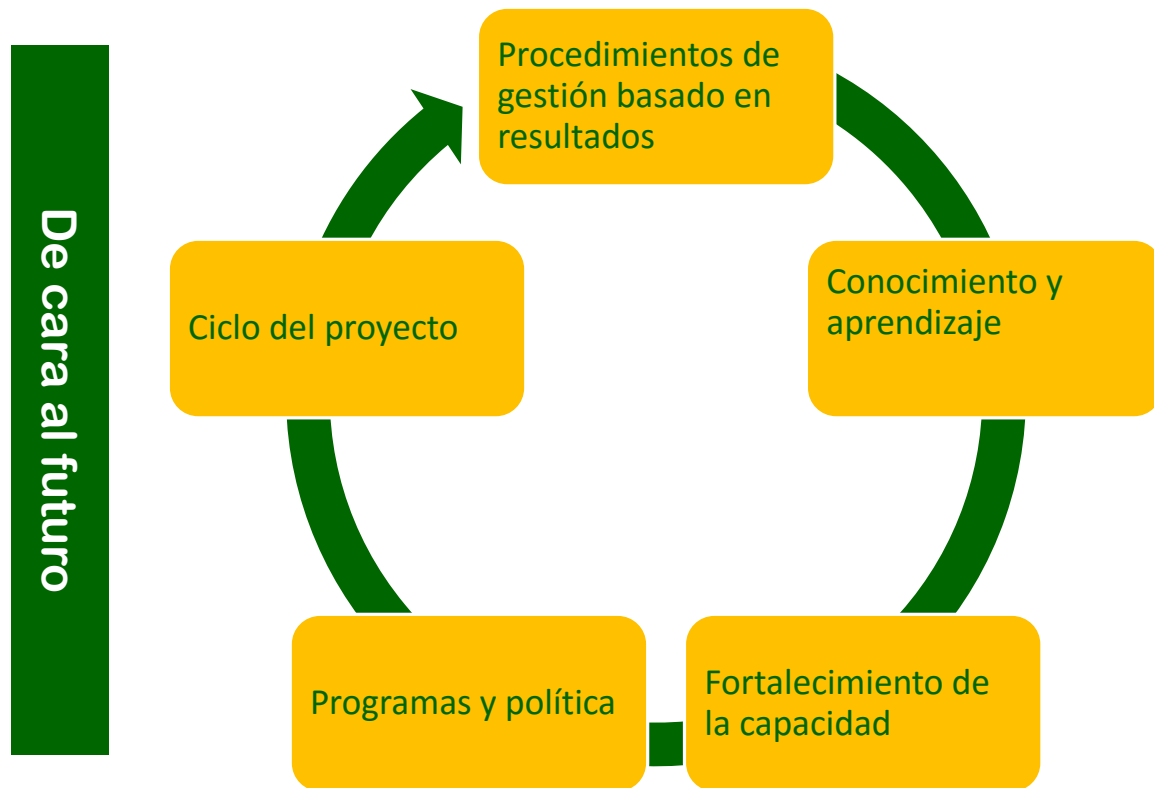 De cara al futuro
Procedimientos de
gestión basado en
resultados
Conocimiento y
aprendizaje
Fortalecimiento de
la capacidad
Programas y política
Ciclo del proyecto